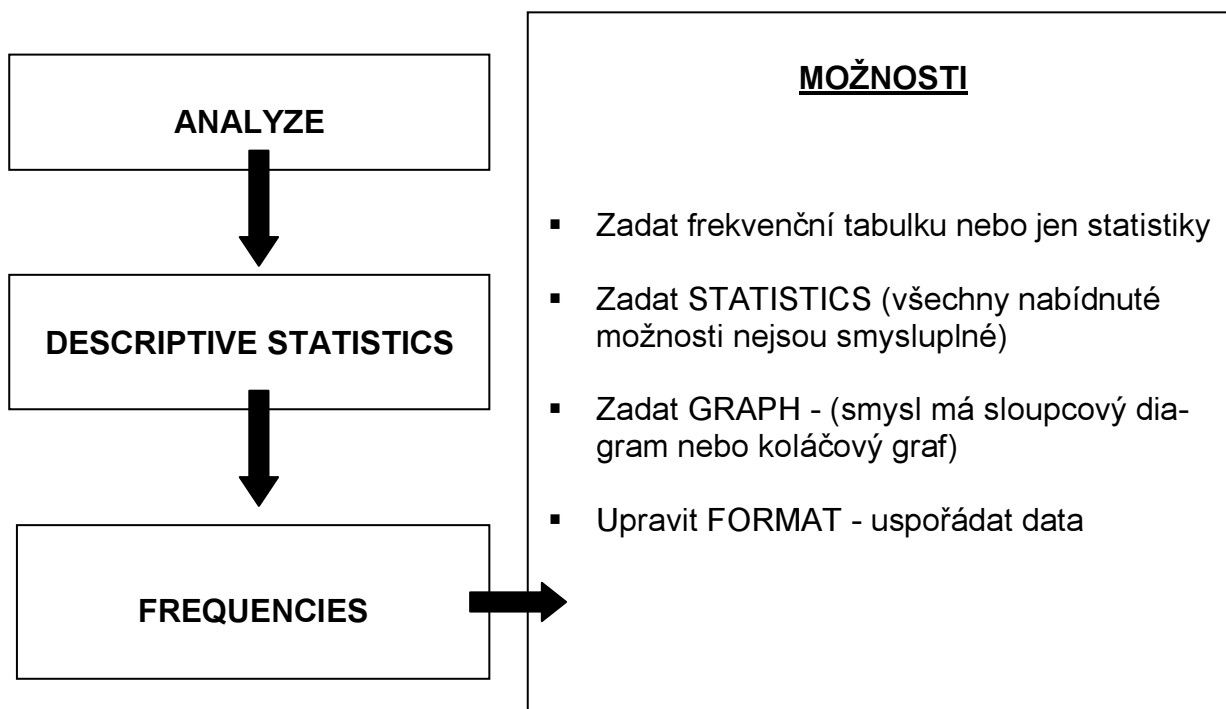 ANALYZE
DESCRIPTIVE STATISTICS
FREQUENCIES
MOŽNOSTI
▪ Zadat frekvenční tabulku nebo jen statistiky
▪ Zadat STATISTICS (všechny nabídnuté
možnosti nejsou smysluplné)
▪ Zadat GRAPH - (smysl má sloupcový dia-
gram nebo koláčový graf)
▪ Upravit FORMAT - uspořádat data